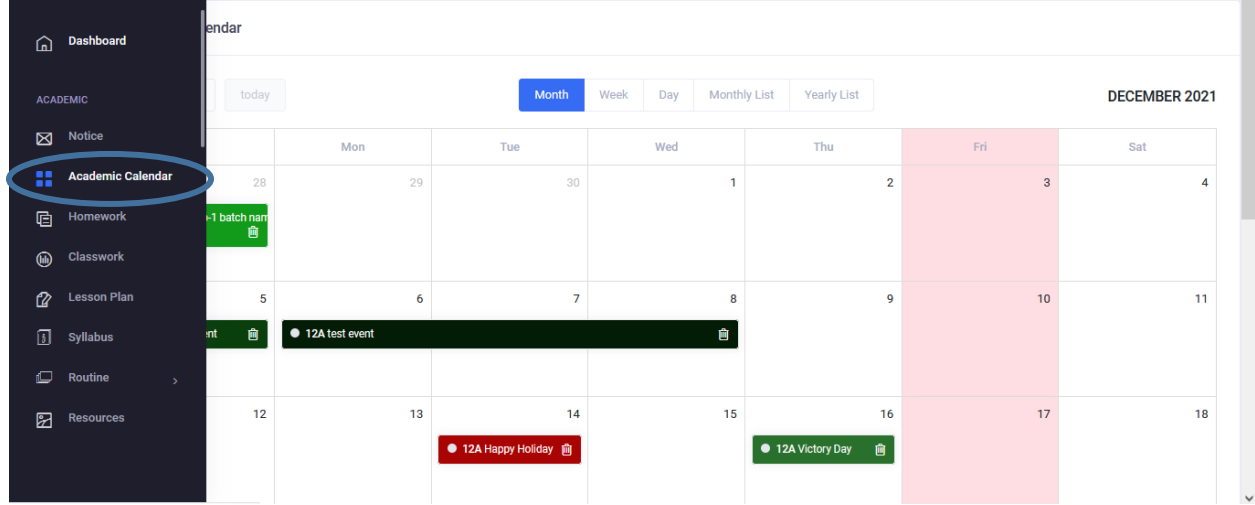 Dashboard
ACADEMIC
Notice
Academic Calendar
Homework
Classwork
Lesson Plan
Syllabus
Routine
Resources
endar
today
Month Week Day Monthly List Yearly List
DECEMBER 2021
Mon Tue Wed Thu Fri Sat
28 29 30 1 2 3 4
-1 batch nam
5 6 7 8 9 10 11
ent
12A test event
12 13 14 15 16 17 18
12A Happy Holiday
12A Victory Day